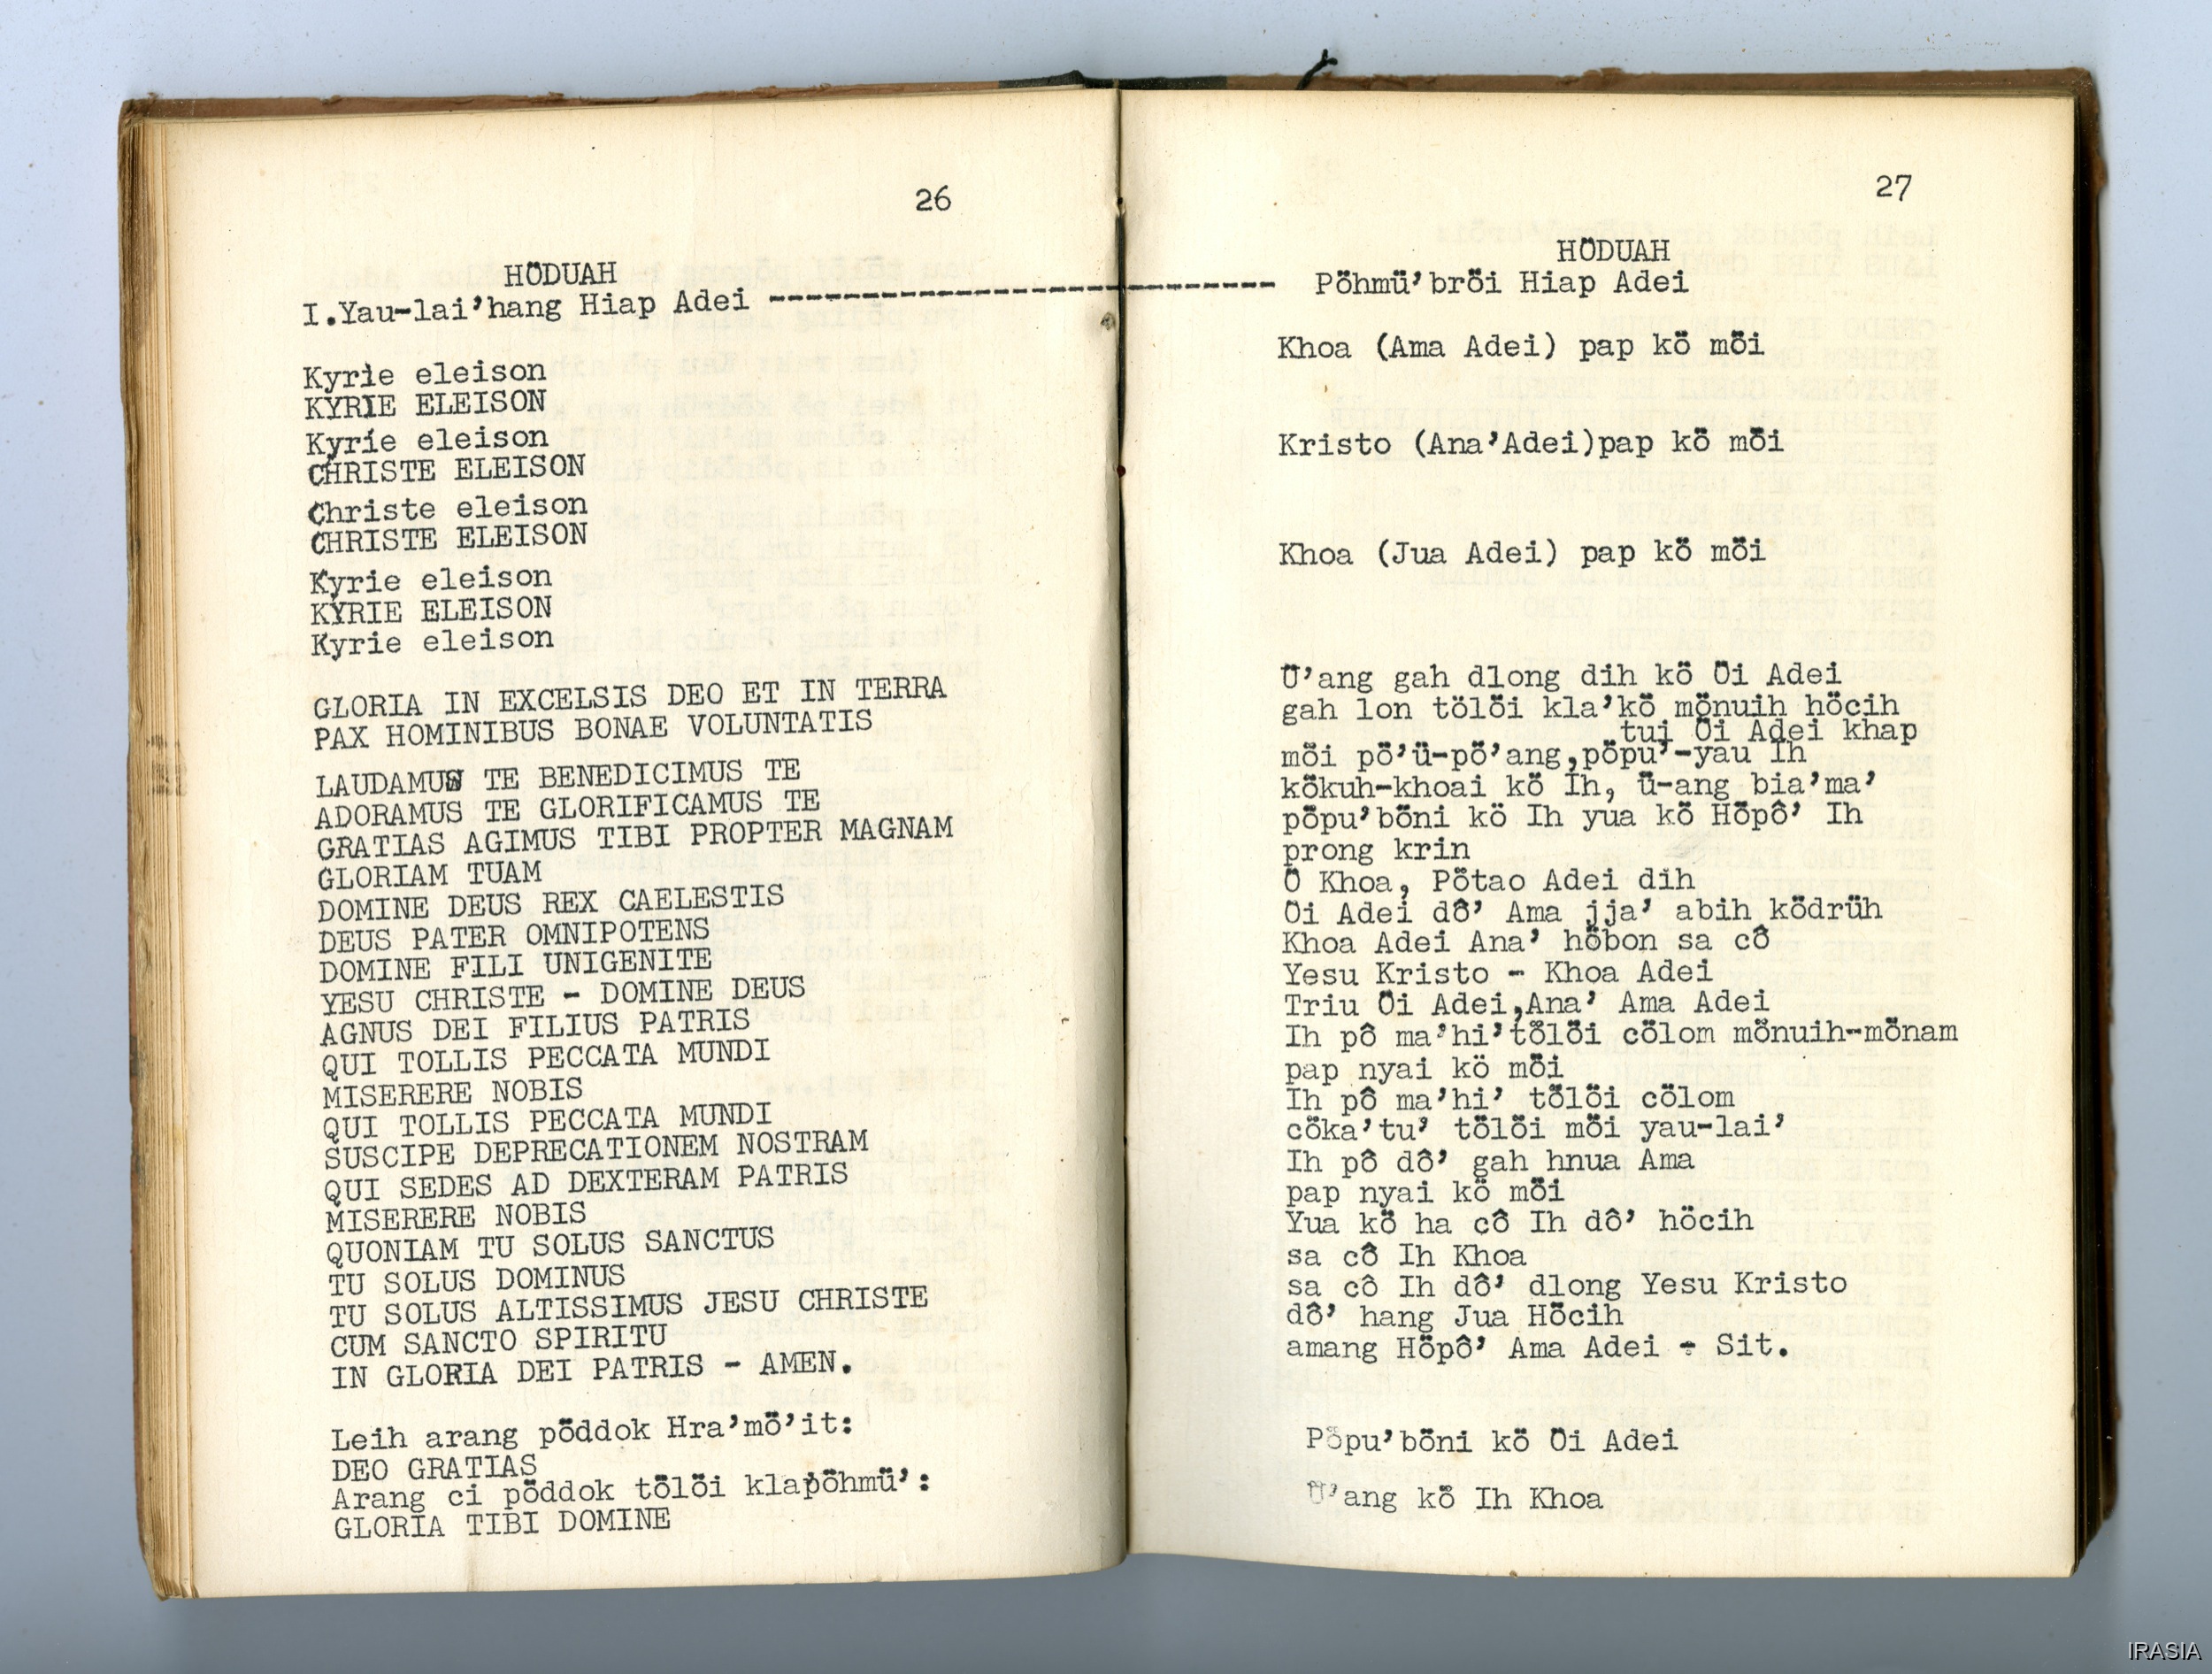 26
HÖDUAH
I.Yau-lai’hang Hiap Adei ---------------------------------
Kyrie eleison
KYRIE ELEISON
Kyrie eleison
CHRISTE ELEISON
Christe eleison
CHRISTE ELEISON
Kyrie eleison
KYRIE ELEISON
Kyrie eleison
GLORIA IN EXCELSIS DEO ET IN TERRA
PAX HOMINIBUS BONAE VOLUNTATIS
LAUDAMUS TE BENEDICIMUS TE
ADORAMUS TE GLORIFICAMUS TE
GRATIAS AGIMUS TIBI PROPTER MAGNAM
GLORIAM TUAM
DOMINE DEUS REX CAELESTIS
DEUS PATER OMNIPOTENS
DOMINE FILI UNIGENITE
YESU CHRISTE - DOMINE DEUS
AGNUS DEI FILIUS PATRIS
QUI TOLLIS PECCATA MUNDI
MISERERE NOBIS
QUI TOLLIS PECCATA MUNDI
SUSCIPE DEPRECATIONEM NOSTRAM
QUI SEDES AD DEXTERAM PATRIS
MISERERE NOBIS
QUONIAM TU SOLUS SANCTUS
TU SOLUS DOMINUS
TU SOLUS ALTISSIMUS JESU CHRISTE
CUM SANCTO SPIRITU
IN GLORIA DEI PATRIS - AMEN.
Leih arang pöddok Hra’mö’it:
DEO GRATIAS
Arang ci pöddok tölöi kla’pöhmü’:
GLORIA TIBI DOMINE
27
HÖDUAH
Pöhmü’bröi Hiap Adei
Khoa (Ama Adei) pap kö möi
Kristo (Ana’Adei)pap kö möi
Khoa (Jua Adei) pap kö möi
Ü’ang gah dlong dih kö Öi Adei
gah lon tölöi kla’kö mönuih höcih
tui Öi Adei khap
möi pö’ü-pö’ang,pöpu’-yau Ih
kökuh-khoai kö Ih, ü-ang bia’ma’
pöpu’böni kö Ih yua kö Höpô’ Ih
prong krin
Ö Khoa, Pötao Adei dih
Öi Adei dô’ Ama jja’ abih ködrüh
Khoa Adei Ana’ höbon sa cô
Yesu Kristo - Khoa Adei
Triu Öi Adei,Ana’ Ama Adei
Ih pô ma’hi’tölöi cölom mönuih-mönam
pap nyai kö möi
Ih pô ma’hi’ tölöi cölom
cöka’tu’ tölöi möi yau-lai’
Ih pô dô’ gah hnua Ama
pap nyai kö möi
Yua kö ha cô Ih dô’ höcih
sa cô Ih Khoa
sa cô Ih dô’ dlong Yesu Kristo
dô’ hang Jua Höcih
amang Höpô’ Ama Adei - Sit.
Pöpu’böni kö Öi Adei
Ü’ang kö Ih Khoa
IRASIA